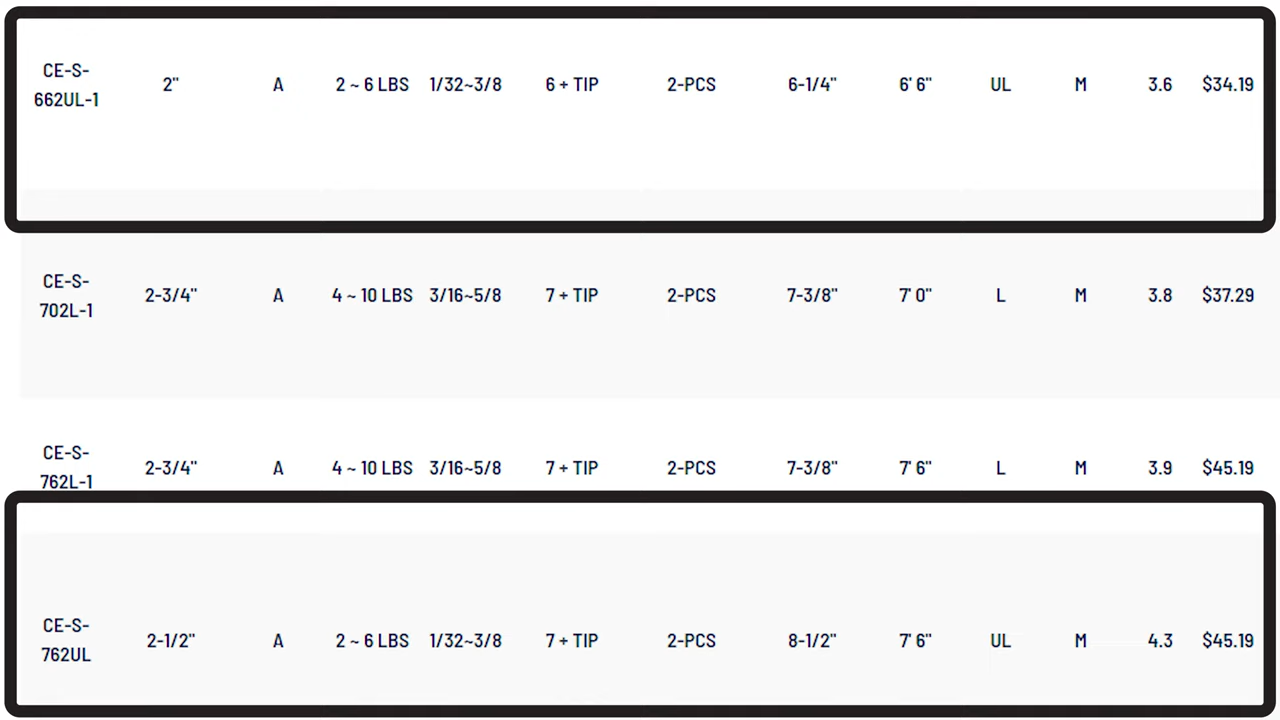 CE-S-
662UL-1 2" A 2 ~ 6 LBS 1/32~3/8 6 + TIP 2-PCS 6-1/4" 6' 6" UL M 3.6 $34.19
CE-S-
702L-1 2-3/4" A 4 ~ 10 LBS 3/16~5/8 7 + TIP 2-PCS 7-3/8" 7' 0" L M 3.8 $37.29
CE-S-
762L-1 2-3/4" A 4 ~ 10 LBS 3/16~5/8 7 + TIP 2-PCS 7-3/8" 7' 6" L M 3.9 $45.19
CE-S-
762UL 2-1/2" A 2 ~ 6 LBS 1/32~3/8 7 + TIP 2-PCS 8-1/2" 7' 6" UL M 4.3 $45.19